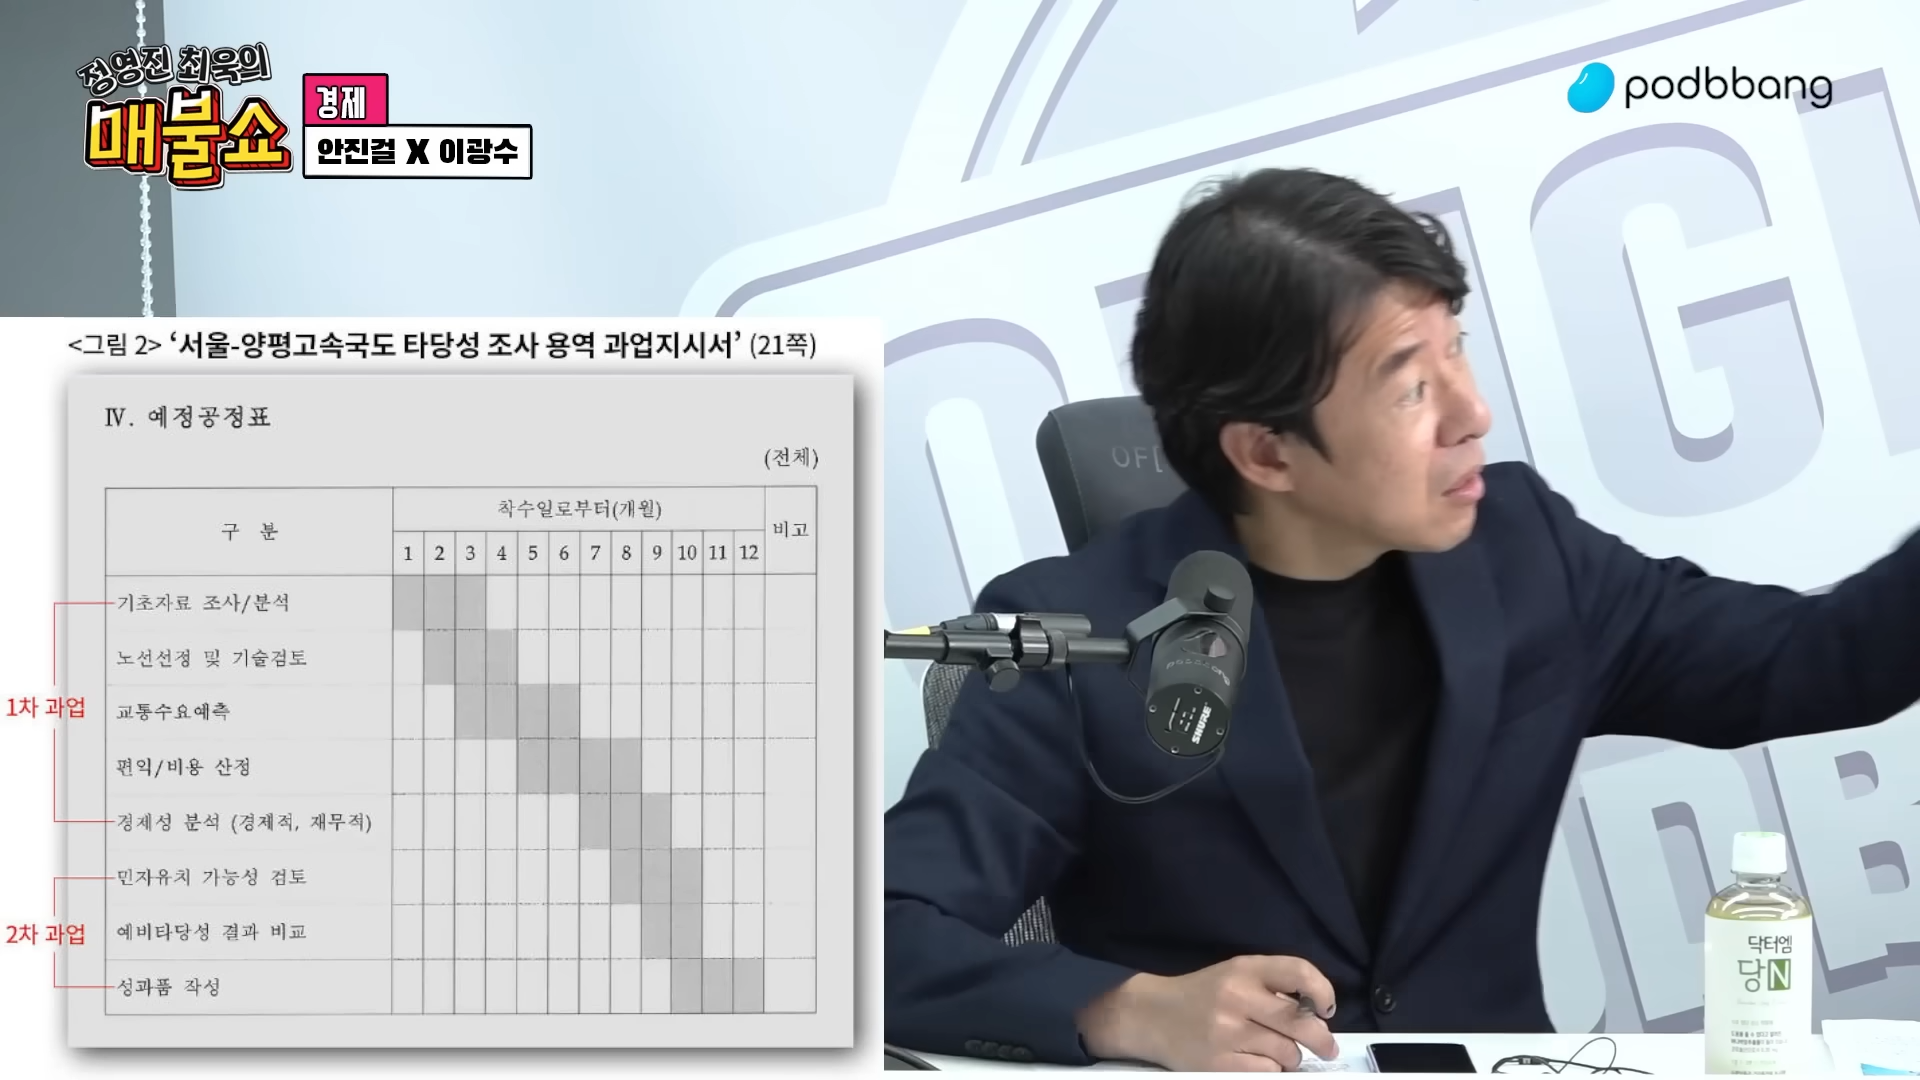 정영진 최욱의
매불쇼
경제
안진걸 X 이광수
podbbang
<그림 2> ‘서울-양평고속국도 타당성 조사 용역 과업지시서’ (21쪽)
Ⅳ. 예정공정표
(전체)
구 분
착수일로부터(개월)
비고
1 2 3 4 5 6 7 8 9 10 11 12
기초자료 조사/분석
노선선정 및 기술검토
1차 과업
교통수요예측
편익/비용 산정
경제성 분석 (경제적, 재무적)
민자유치 가능성 검토
2차 과업
예비타당성 결과 비교
성과품 작성
OF
SHURE
닥터엠
당N